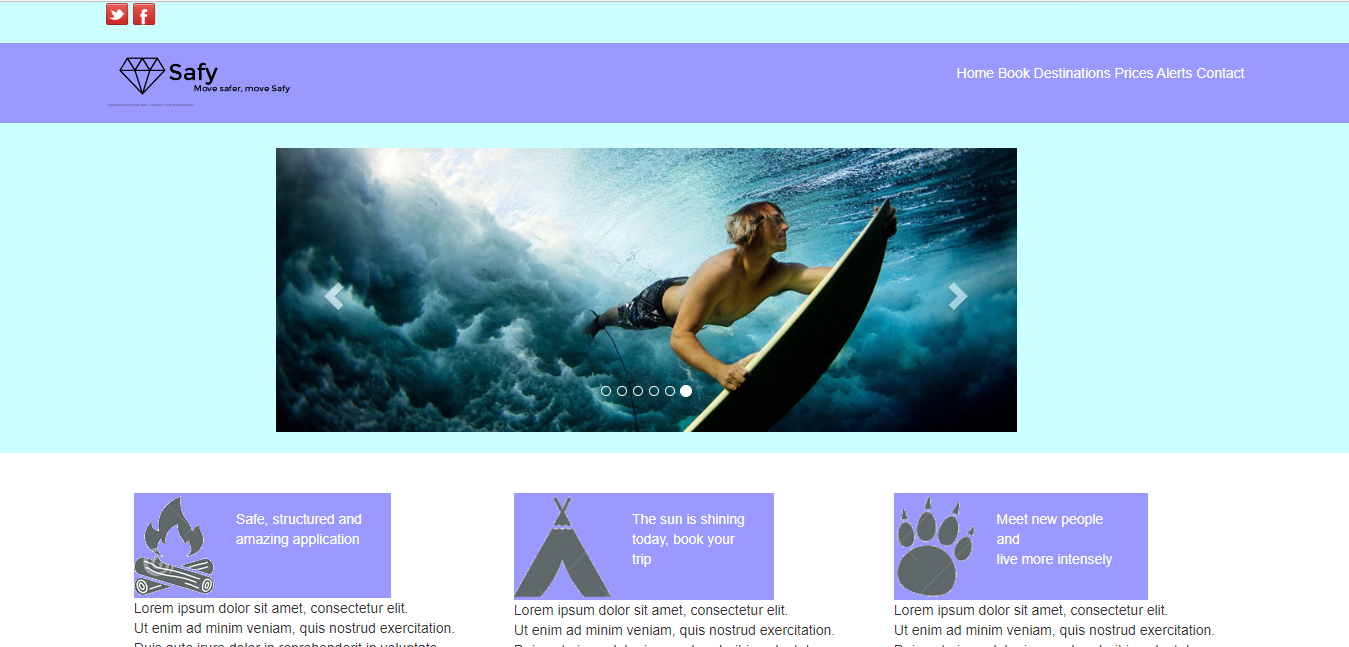 Safy
Move safer, move Safy
Home Book Destinations Prices Alerts Contact
Safe, structured and
amazing application
The sun is shining
today, book your
trip
Meet new people
and
live more intensely
Lorem ipsum dolor sit amet, consectetur elit.
Ut enim ad minim veniam, quis nostrud exercitation.
Lorem ipsum dolor sit amet, consectetur elit.
Ut enim ad minim veniam, quis nostrud exercitation.
Lorem ipsum dolor sit amet, consectetur elit.
Ut enim ad minim veniam, quis nostrud exercitation.